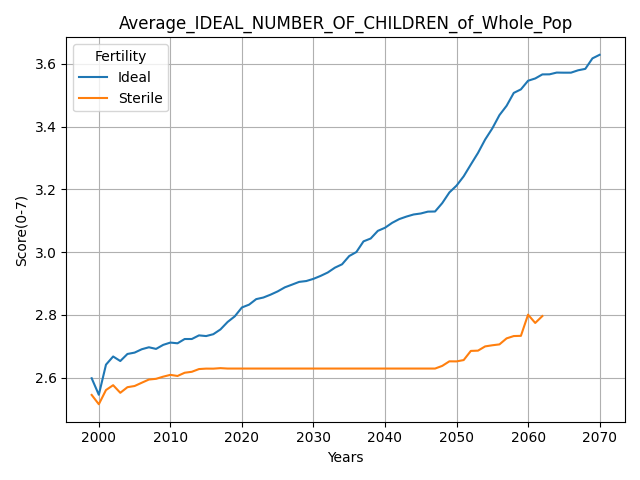 Average_IDEAL_NUMBER_OF_CHILDREN_of_Whole_Pop
Fertility
Ideal
Sterile
Score(0-7)
3.6
3.4
3.2
3.0
2.8
2.6
2000 2010 2020 2030 2040 2050 2060 2070
Years